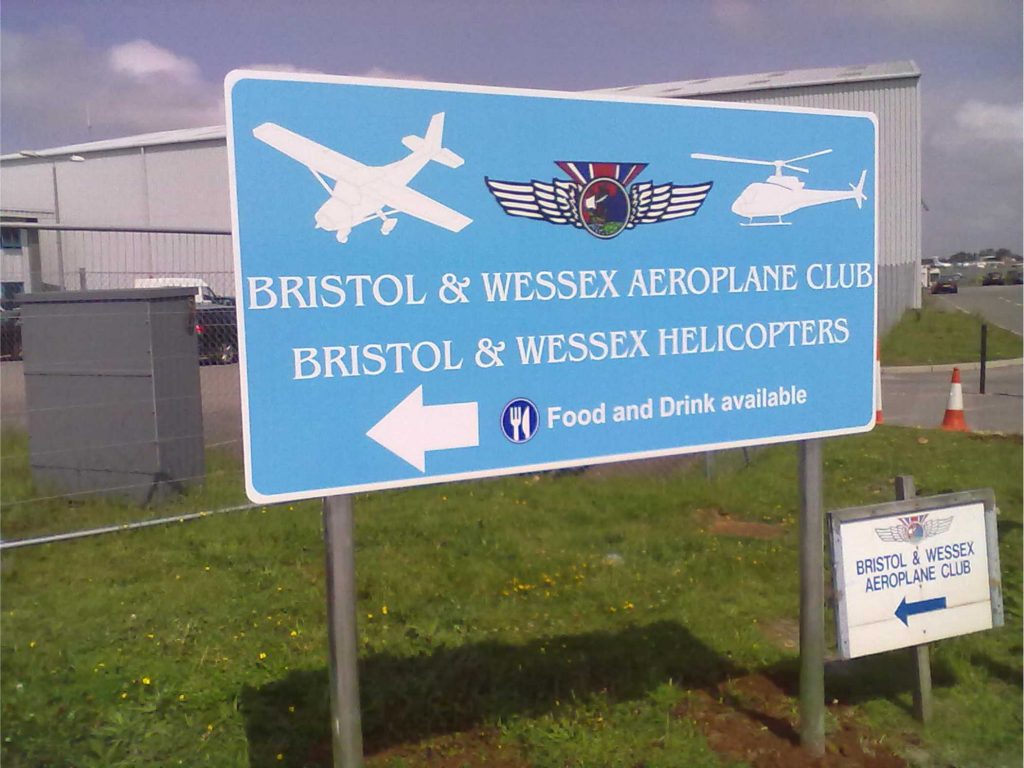 BRISTOL & WESSEX AEROPLANE CLUB
BRISTOL & WESSEX HELICOPTERS
Food and Drink available
BRISTOL & WESSEX
AEROPLANE CLUB